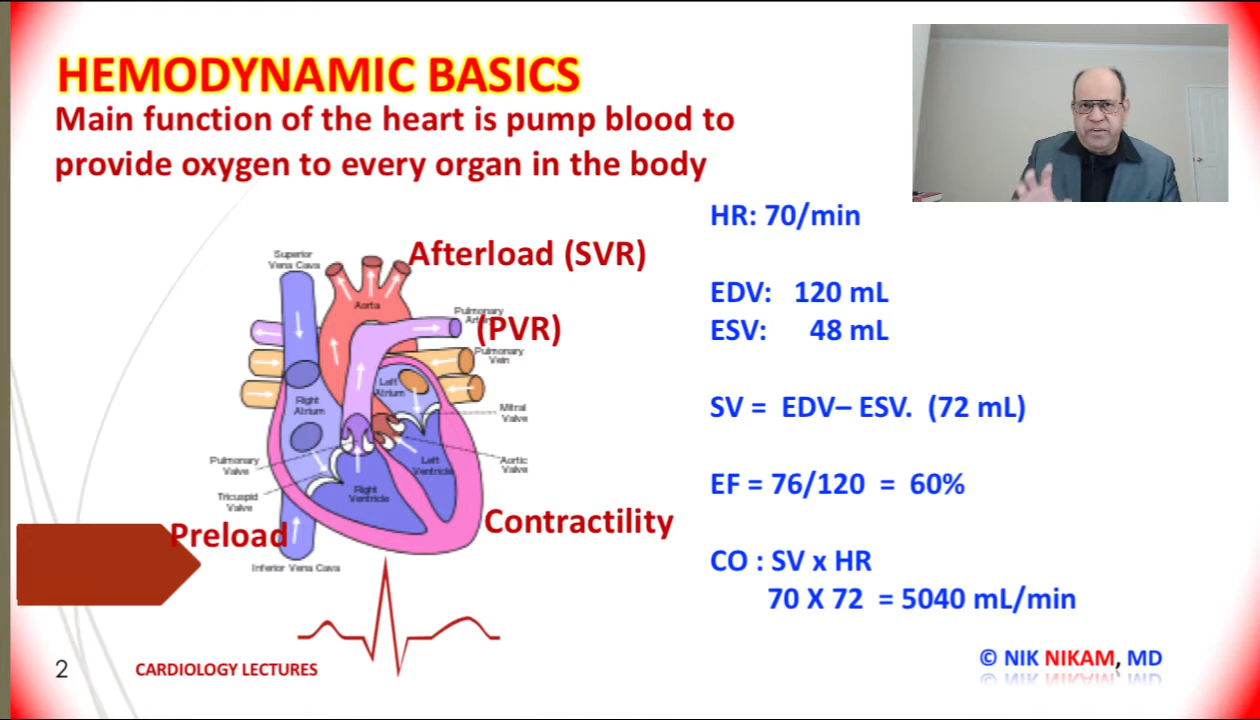 HEMODYNAMIC BASICS
Main function of the heart is pump blood to
provide oxygen to every organ in the body
HR: 70/min
EDV: 120 mL
ESV: 48 mL
SV = EDV– ESV. (72 mL)
EF = 76/120 = 60%
CO : SV x HR
70 X 72 = 5040 mL/min
Afterload (SVR)
(PVR)
Superior
Vena Cava
Aorta
Pulmonary
Pulmonary
Vein
Left
Atrium
Right
Atrium
Mitral
Valve
Pulmonary
Valve
Aortic
Valve
Left
Ventricle
Tricuspid
Valve
Right
Ventricle
Preload
Contractility
Inferior Vena Cava
2
CARDIOLOGY LECTURES
© NIK NIKAM, MD